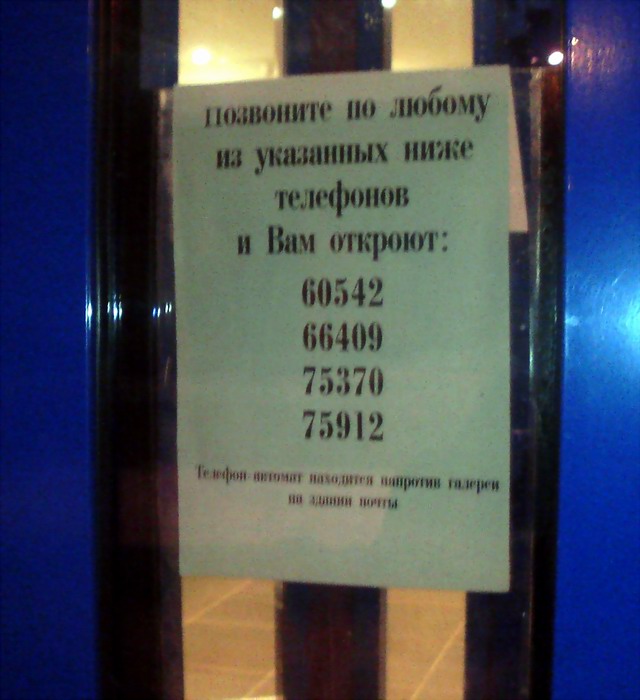 Позвоните по любому
из указанных ниже
телефонов
и Вам откроют:
60542
66409
75370
75912
Телефон-автомат находится напротив галереи
на здании почты